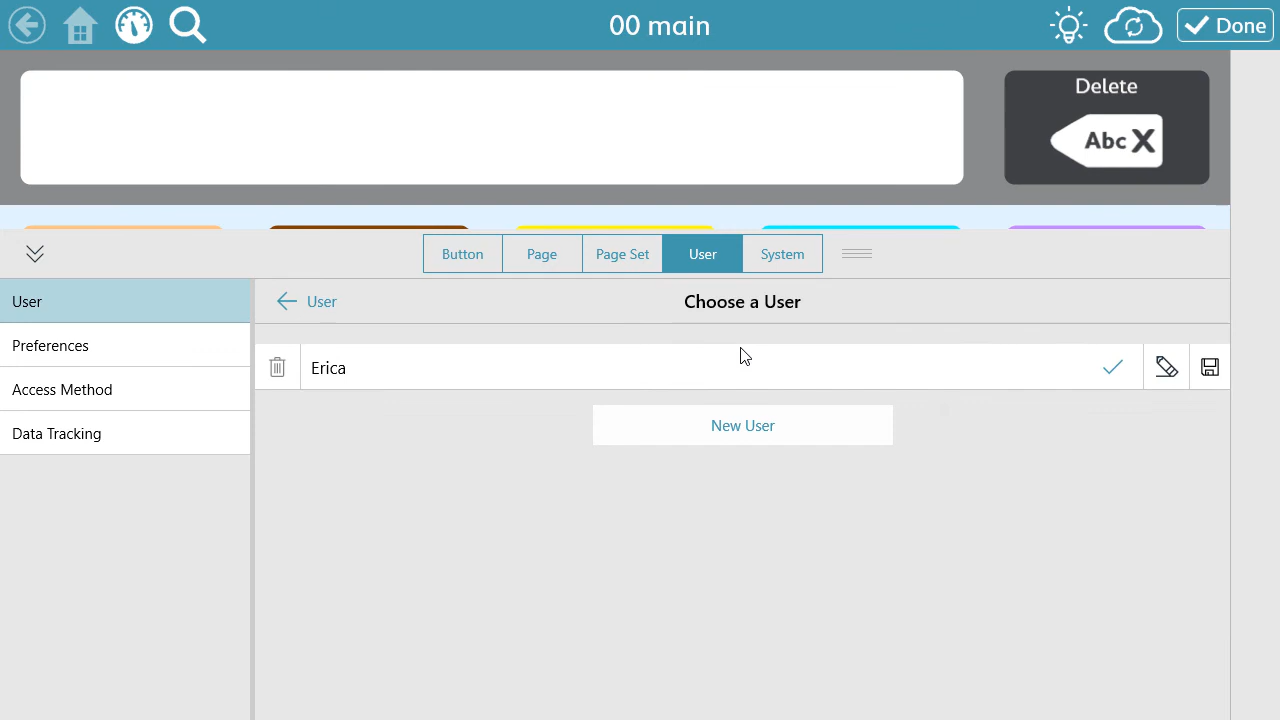 00 main
Done
Delete
Abc X
Button
Page
Page Set
User
System
User
Preferences
Access Method
Data Tracking
User
Choose a User
Erica
New User